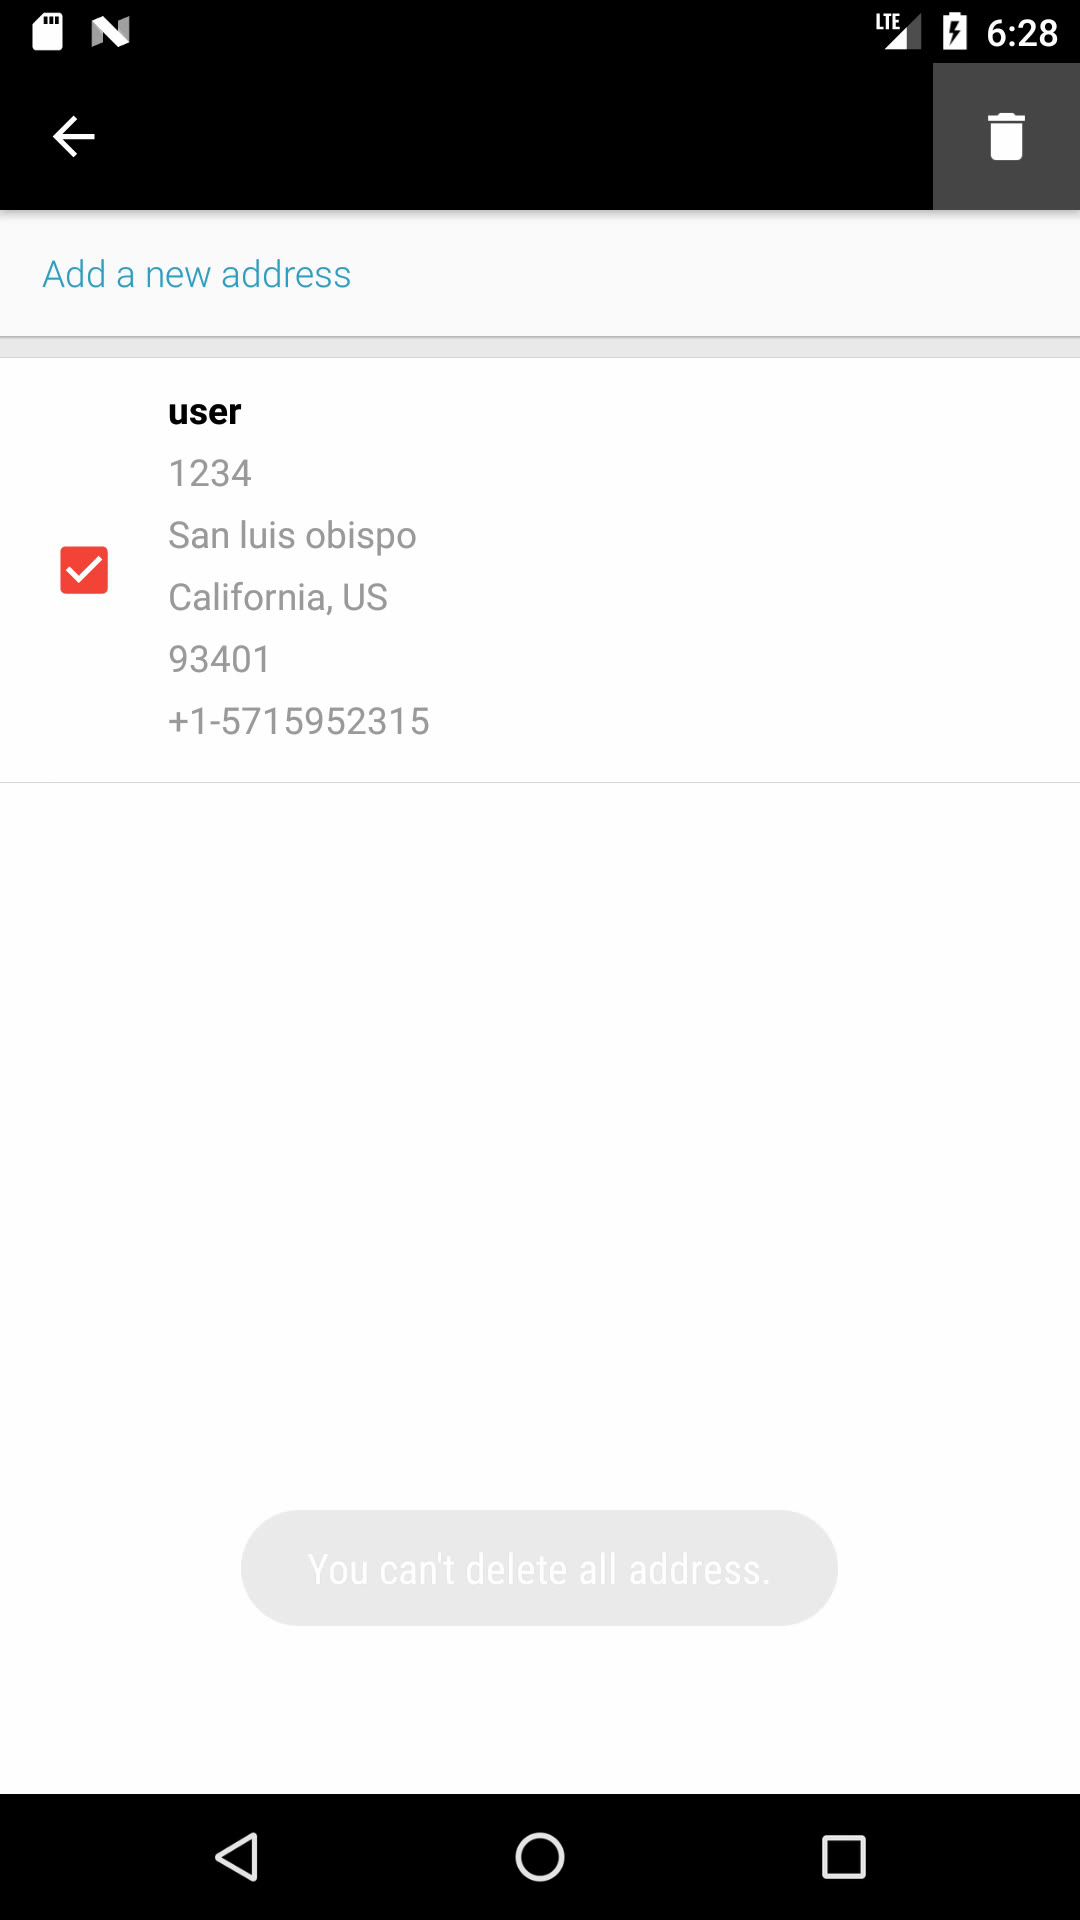 LTE 6:28
Add a new address
user
1234
San luis obispo
California, US
93401
+1-5715952315
You can't delete all address.